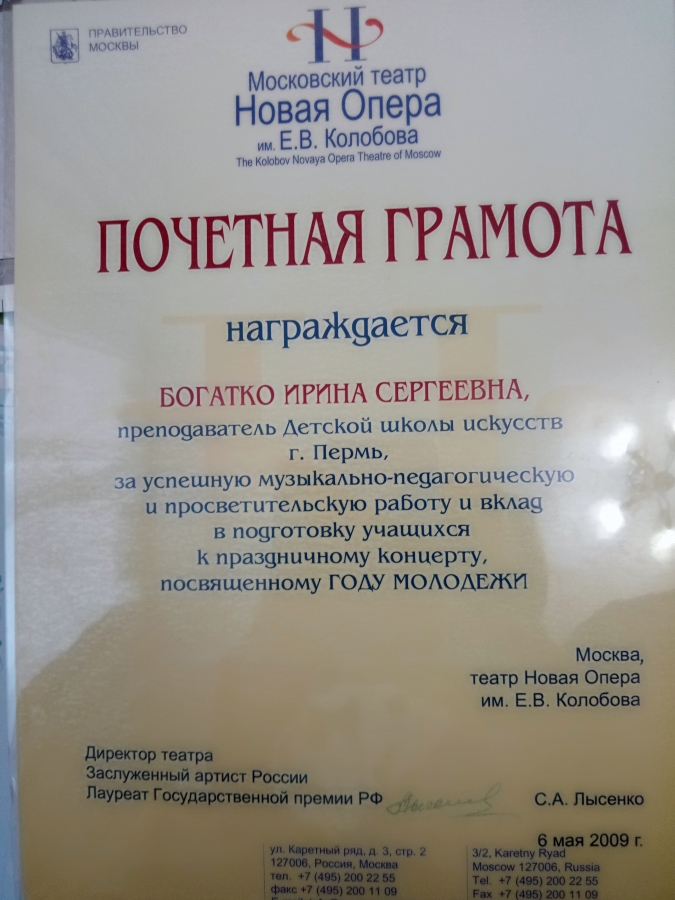 ПРАВИТЕЛЬСТВО
МОСКВЫ
Н
Московский театр
Новая Опера
им. Е.В. Колобова
The Kolobov Novaya Opera Theatre of Moscow
ПОЧЕТНАЯ ГРАМОТА
награждается
БОГАТКО ИРИНА СЕРГЕЕВНА,
преподаватель Детской школы искусств
г. Пермь,
за успешную музыкально-педагогическую
и просветительскую работу и вклад
в подготовку учащихся
к праздничному концерту,
посвященному ГОДУ МОЛОДЕЖИ
Москва,
театр Новая Опера
им. Е.В. Колобова
Директор театра
Заслуженный артист России
Лауреат Государственной премии РФ
С.А. Лысенко
6 мая 2009 г.
ул. Каретный ряд, д. 3, стр. 2
127006, Россия, Москва
тел. +7 (495) 200 22 55
факс +7 (495) 200 11 09
3/2, Karetny Ryad
Moscow 127006, Russia
Tel. +7 (495) 200 22 55
Fax +7 (495) 200 11 09